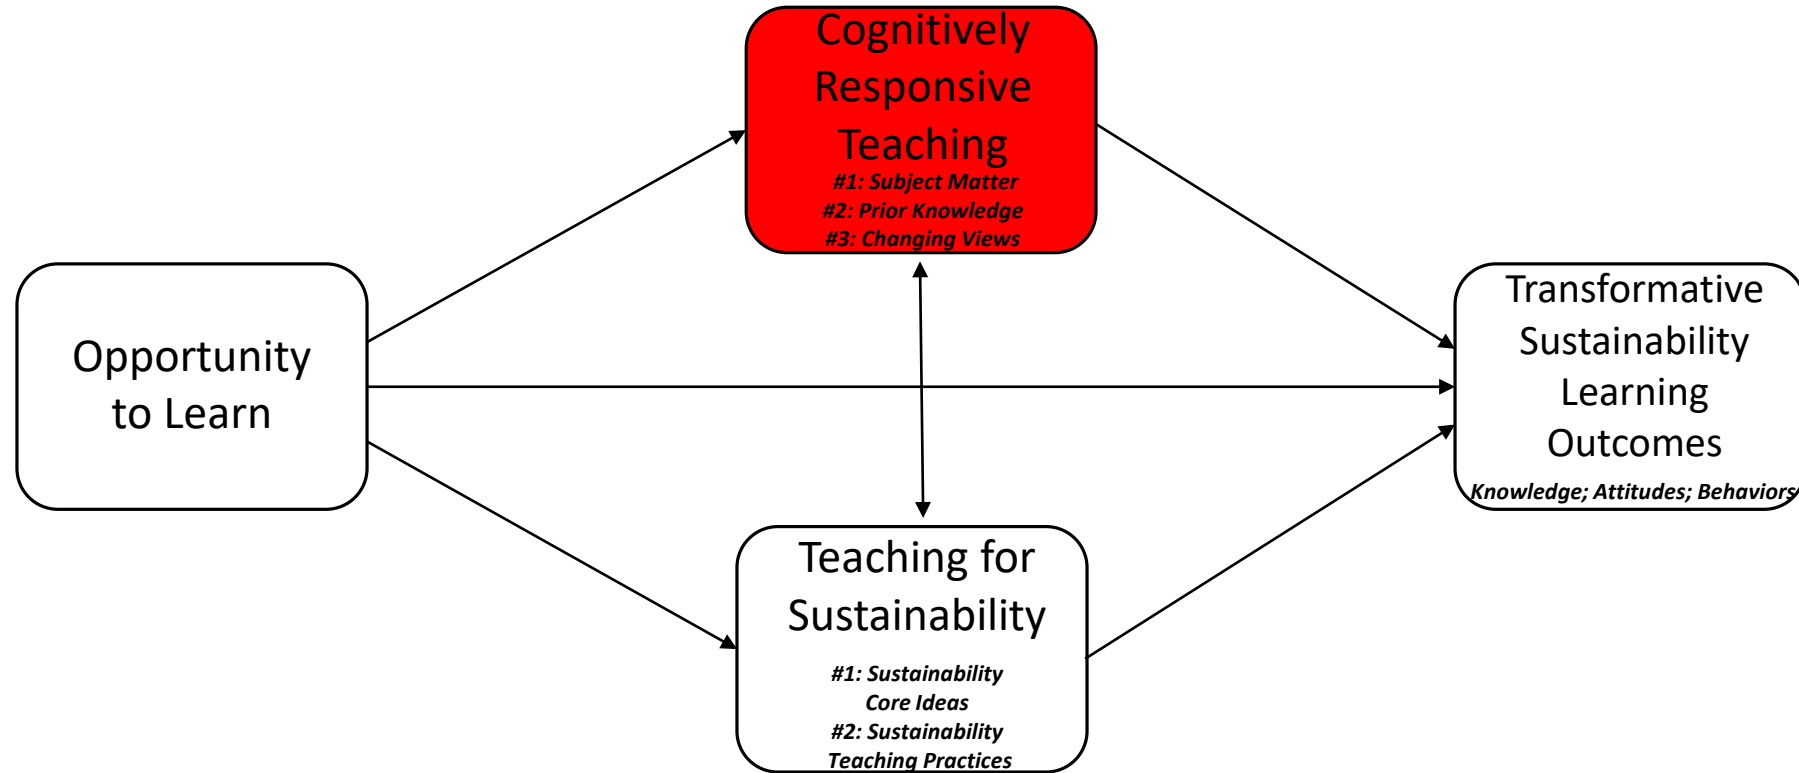 Cognitively
Responsive
Teaching
#1: Subject Matter
#2: Prior Knowledge
#3: Changing Views
Opportunity
to Learn
Transformative
Sustainability
Learning
Outcomes
Knowledge; Attitudes; Behaviors
Teaching for
Sustainability
#1: Sustainability
Core Ideas
#2: Sustainability
Teaching Practices